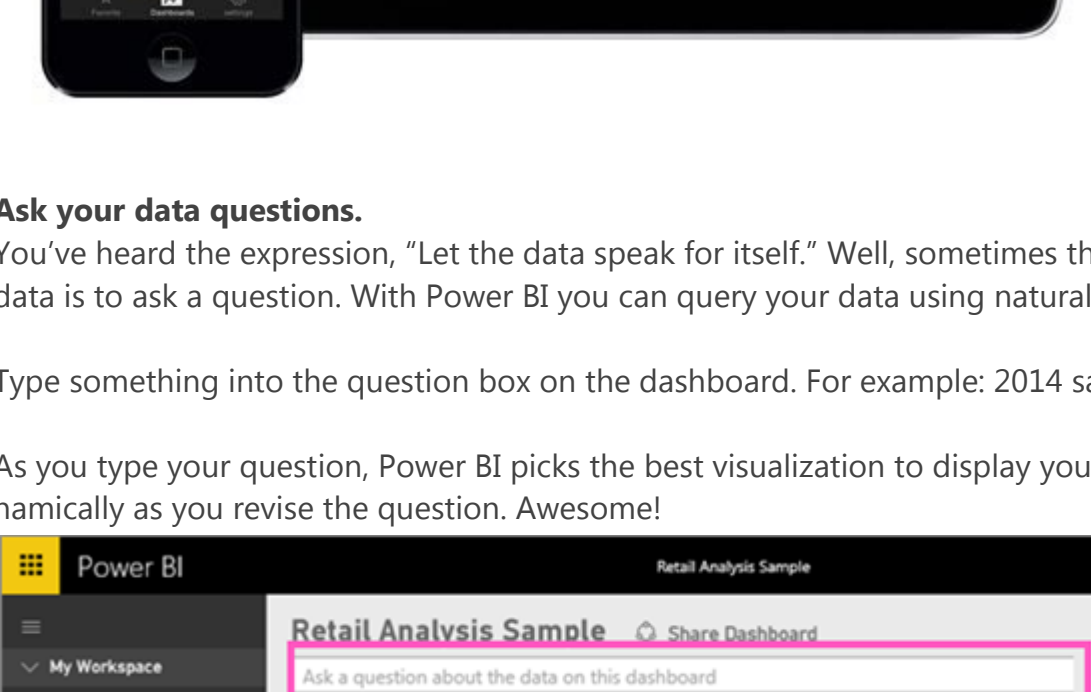 Favorite Dashboards settings
Ask your data questions.
You've heard the expression, “Let the data speak for itself.” Well, sometimes th
data is to ask a question. With Power BI you can query your data using natural
Type something into the question box on the dashboard. For example: 2014 sa
As you type your question, Power BI picks the best visualization to display you
namically as you revise the question. Awesome!
Power BI Retail Analysis Sample
Retail Analysis Sample Share Dashboard
My Workspace Ask a question about the data on this dashboard